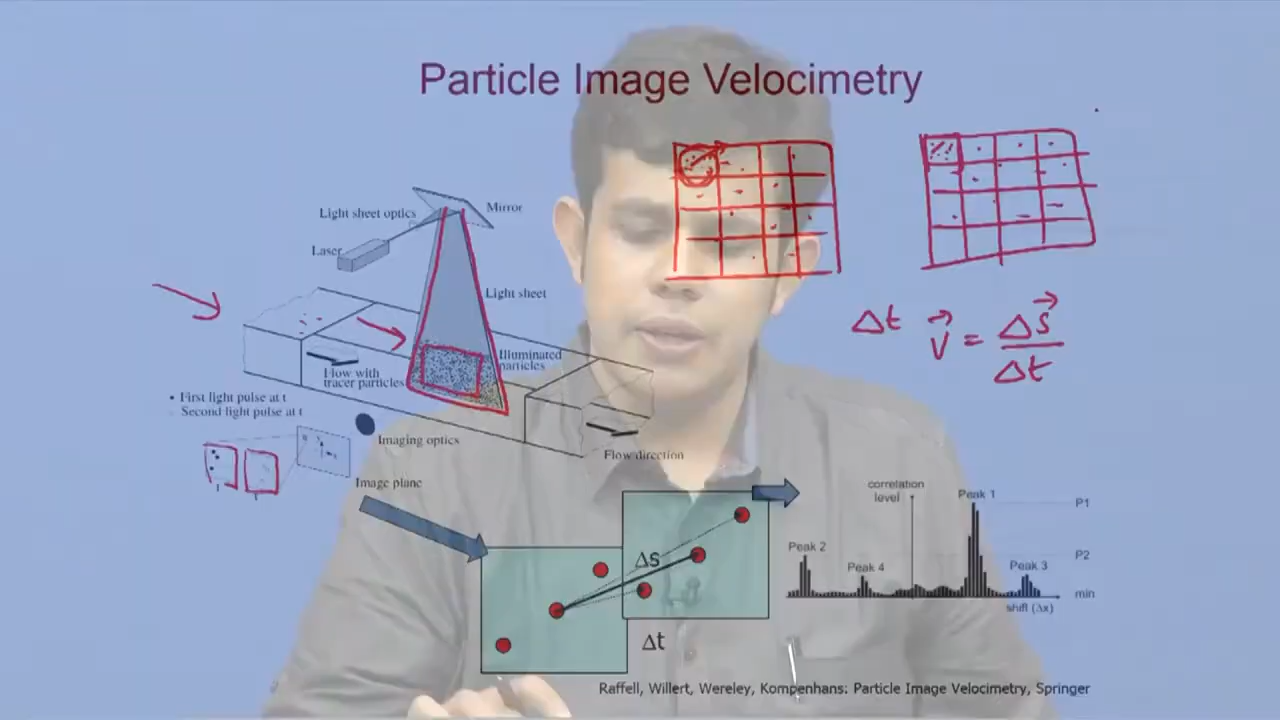 Particle Image Velocimetry
Light sheet optics
Mirror
Laser
Light sheet
Illuminated
particles
Flow with
tracer particles
• First light pulse at t
Second light pulse at t
Imaging optics
Flow direction
Image plane
Δt
v = Δs
Δt
Δs
Δt
correlation
level
Peak 1
P1
Peak 2
P2
Peak 4
Peak 3
min
shift (Δx)
Raffell, Willert, Wereley, Kompenhans: Particle Image Velocimetry, Springer